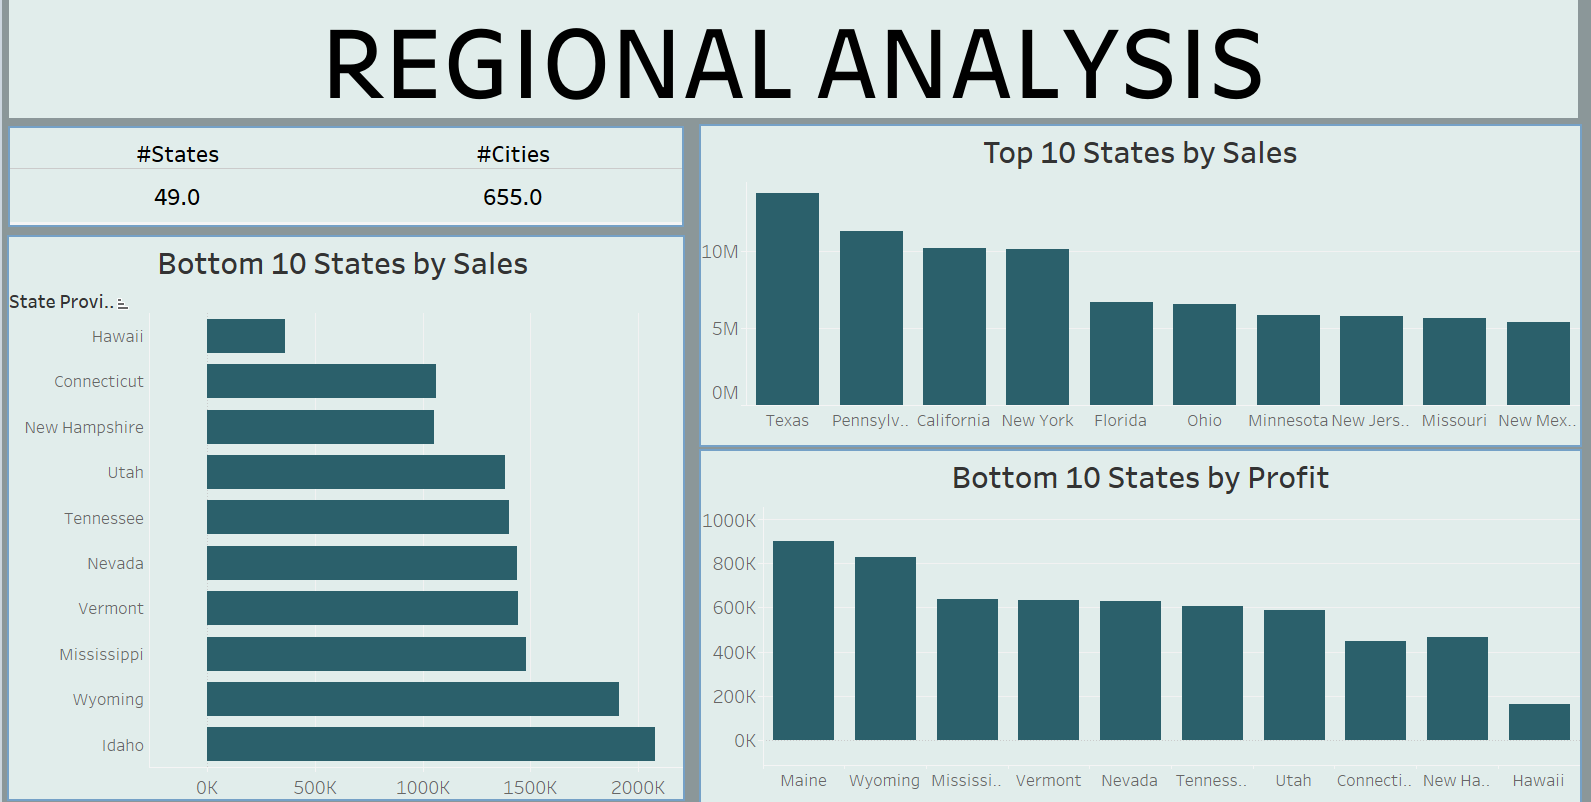 REGIONAL ANALYSIS
#States #Cities
49.0 655.0
Bottom 10 States by Sales
State Provi..
Hawaii
Connecticut
New Hampshire
Utah
Tennessee
Nevada
Vermont
Mississippi
Wyoming
Idaho
0K 500K 1000K 1500K 2000K
Top 10 States by Sales
10M
5M
0M
Texas Pennsylv.. California New York Florida Ohio Minnesota New Jers.. Missouri New Mex..
Bottom 10 States by Profit
1000K
800K
600K
400K
200K
0K
Maine Wyoming Mississi.. Vermont Nevada Tenness.. Utah Connecti.. New Ha.. Hawaii